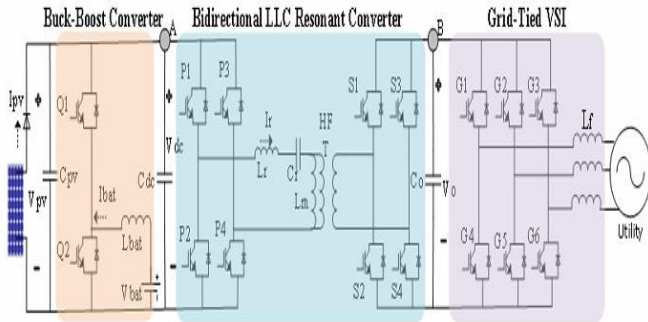 Buck-Boost Converter
A
Bidirectional LLC Resonant Converter
B
Grid-Tied VSI
Ipv
Q1
P1
P3
S1
S3
G1
G2
G3
Ir
HF
T
Lf
Vdc
Cpv
Vpv
Ibat
Cdc
Lr
Cr
Lm
Co
Vo
Lbat
Q2
P2
P4
S2
S4
G4
G5
G6
Vbat
Utility